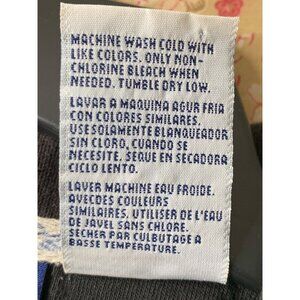 MACHINE WASH COLD WITH
LIKE COLORS. ONLY NON-
CHLORINE BLEACH WHEN
NEEDED. TUMBLE DRY LOW.
LAVAR A MAQUINA AGUA FRIA
CON COLORES SIMILARES.
USE SOLAMENTE BLANQUEADOR
SIN CLORO, CUANDO SE
NECESITE. SEQUE EN SECADORA
CICLO LENTO.
LAVER MACHINE EAU FROIDE.
AVECDES COULEURS
SIMILAIRES, UTILISER DE L'EAU
DE JAVEL SANS CHLORE.
SECHER PAR CULBUTAGE A
BASSE TEMPERATURE.